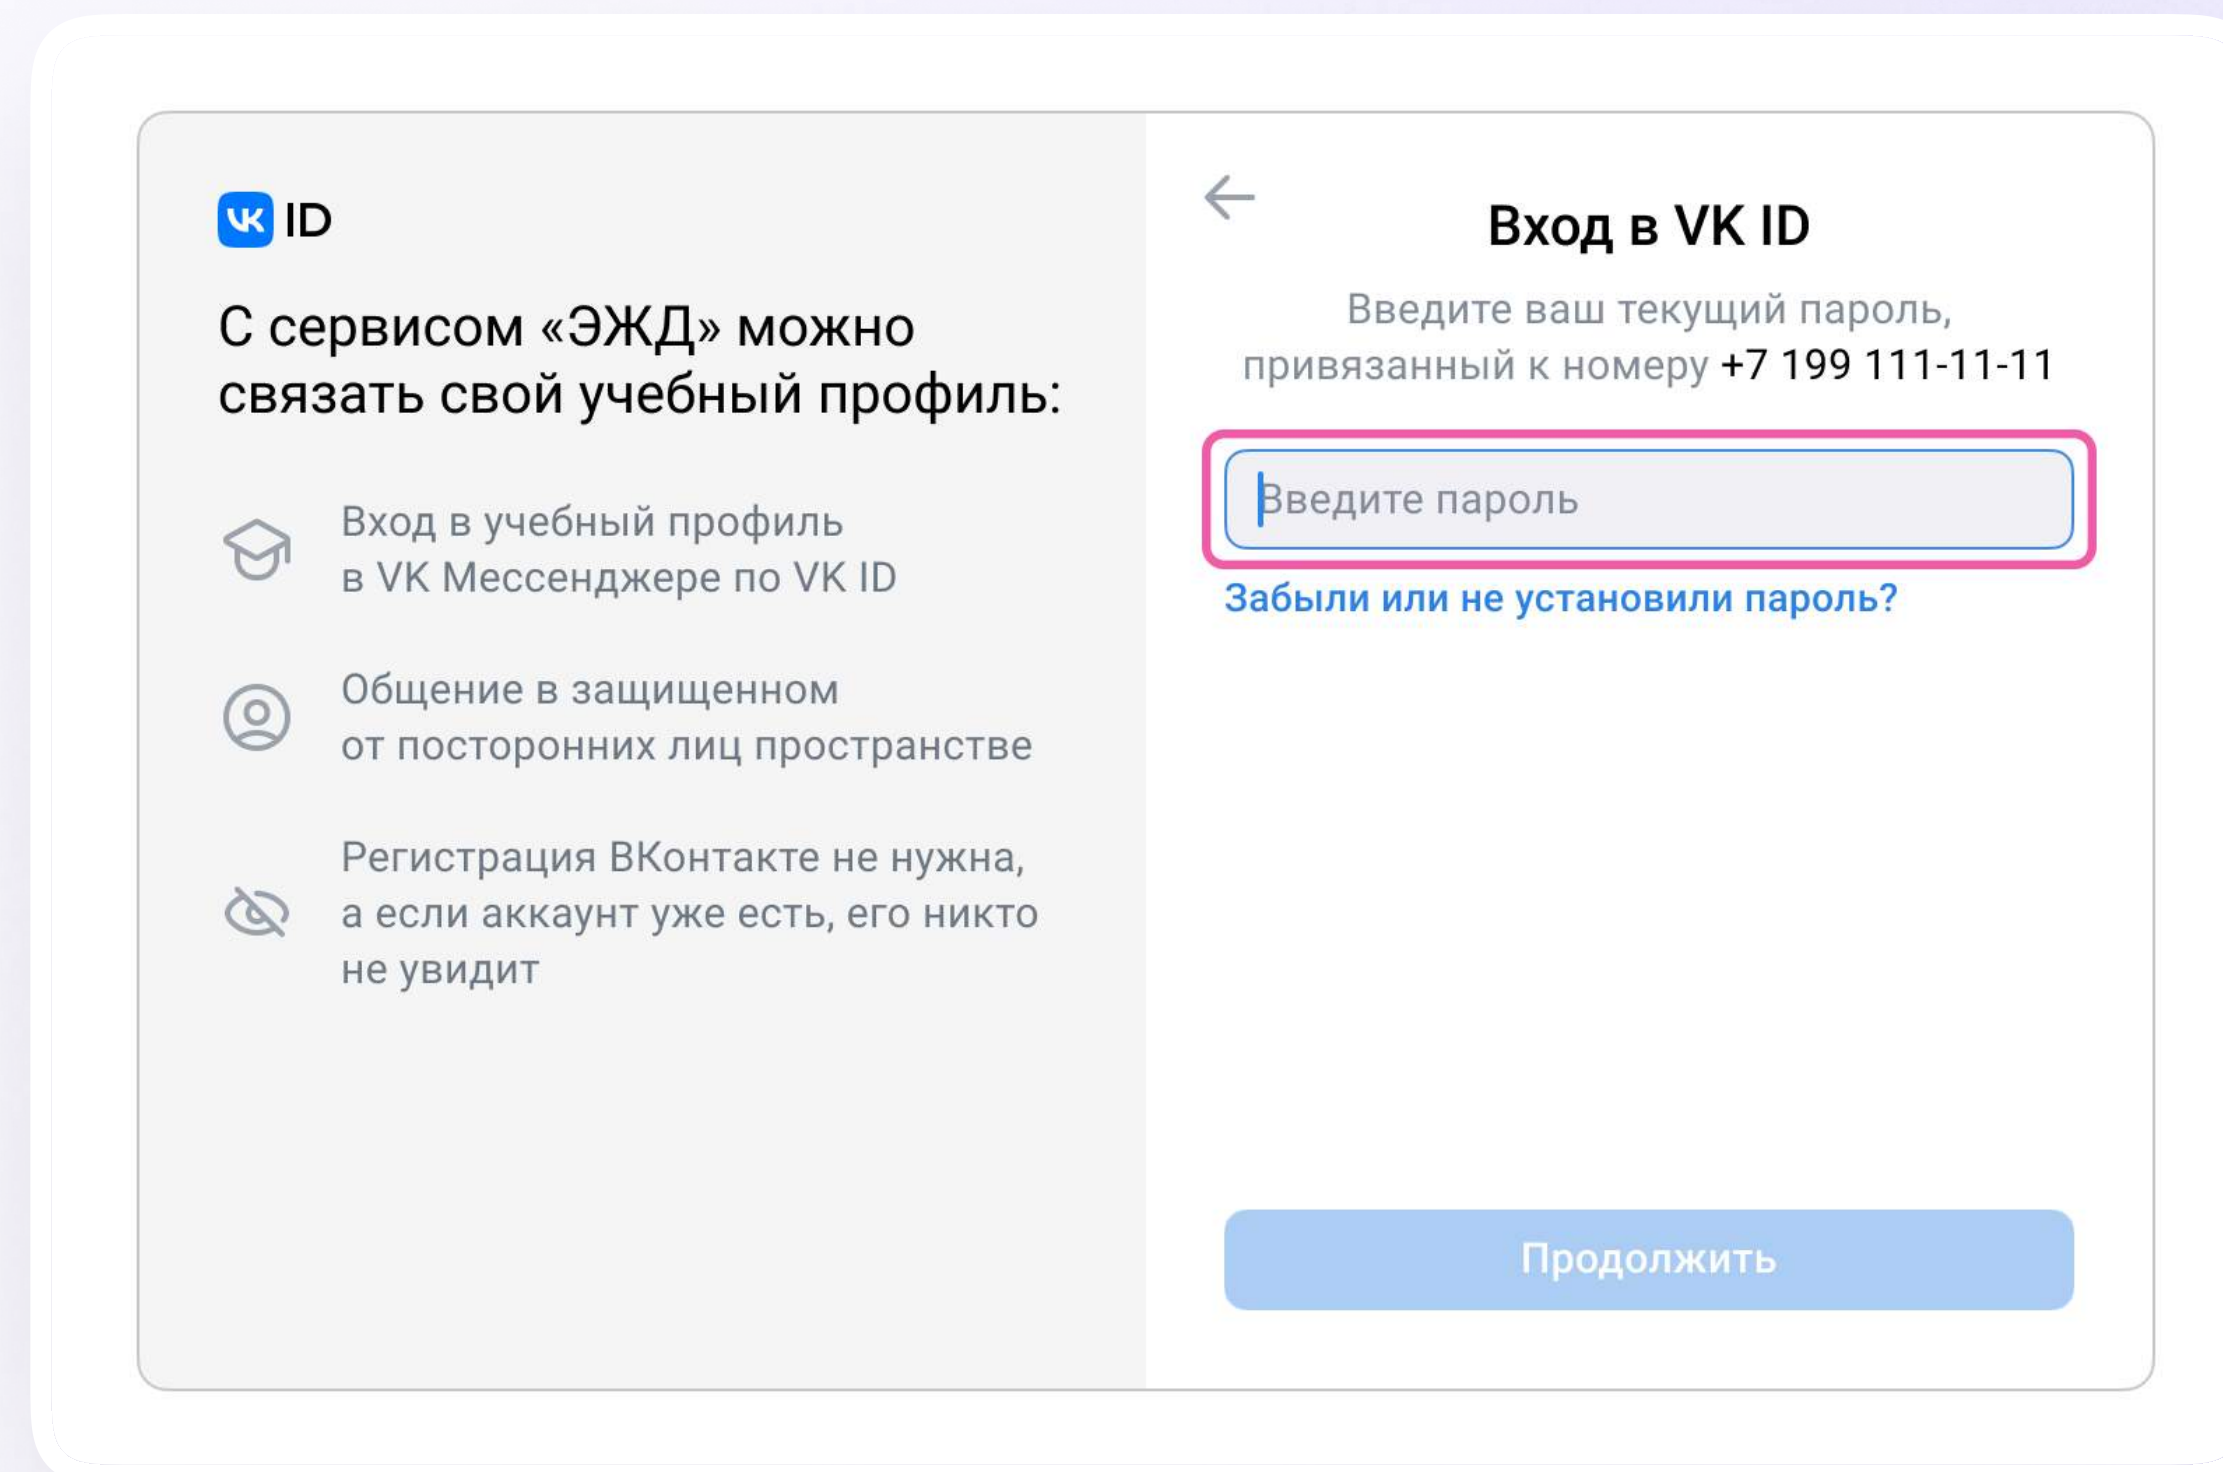 VK ID
С сервисом «ЭЖД» можно
связать свой учебный профиль:
Вход в учебный профиль
в VK Мессенджере по VK ID
Общение в защищенном
от посторонних лиц пространстве
Регистрация ВКонтакте не нужна,
а если аккаунт уже есть, его никто
не увидит
Вход в VK ID
Введите ваш текущий пароль,
привязанный к номеру +7 199 111-11-11
Введите пароль
Забыли или не установили пароль?
Продолжить